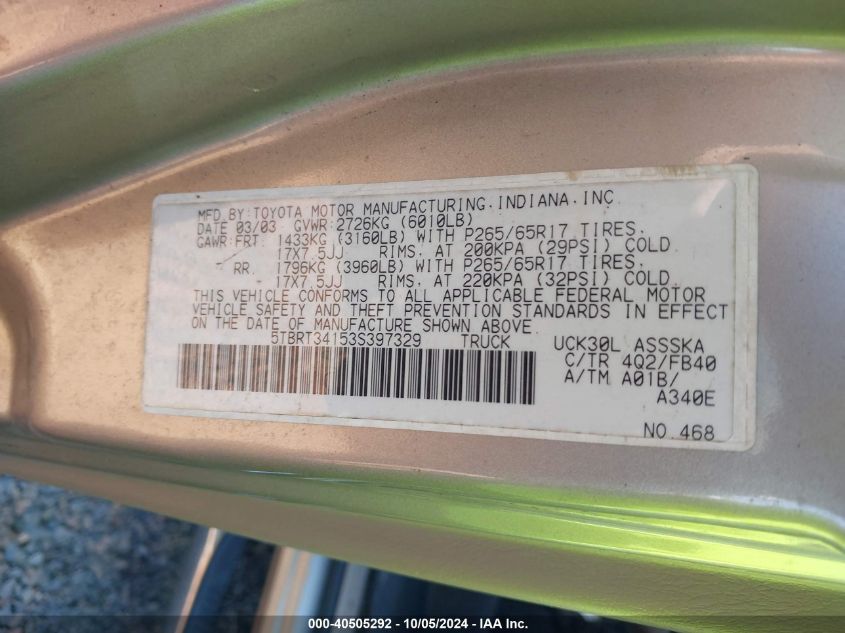 MFD.BY:TOYOTA MOTOR MANUFACTURING.INDIANA.INC.
DATE 03/03 GVWR:2726KG (6010LB)
GAWR:FRT: 1433KG (3160LB) WITH P265/65R17 TIRES.
17X7.5JJ RIMS. AT 200KPA (29PSI) COLD.
RR. 1796KG (3960LB) WITH P265/65R17 TIRES.
17X7.5JJ RIMS. AT 220KPA (32PSI) COLD.
THIS VEHICLE CONFORMS TO ALL APPLICABLE FEDERAL MOTOR
VEHICLE SAFETY AND THEFT PREVENTION STANDARDS IN EFFECT
ON THE DATE OF MANUFACTURE SHOWN ABOVE.
5TBRT34153S397329 TRUCK UCK30L ASSSKA
C/TR 4Q2/FB40
A/TM A01B/
A340E
NO.468
000-40505292 - 10/05/2024 - IAA Inc.